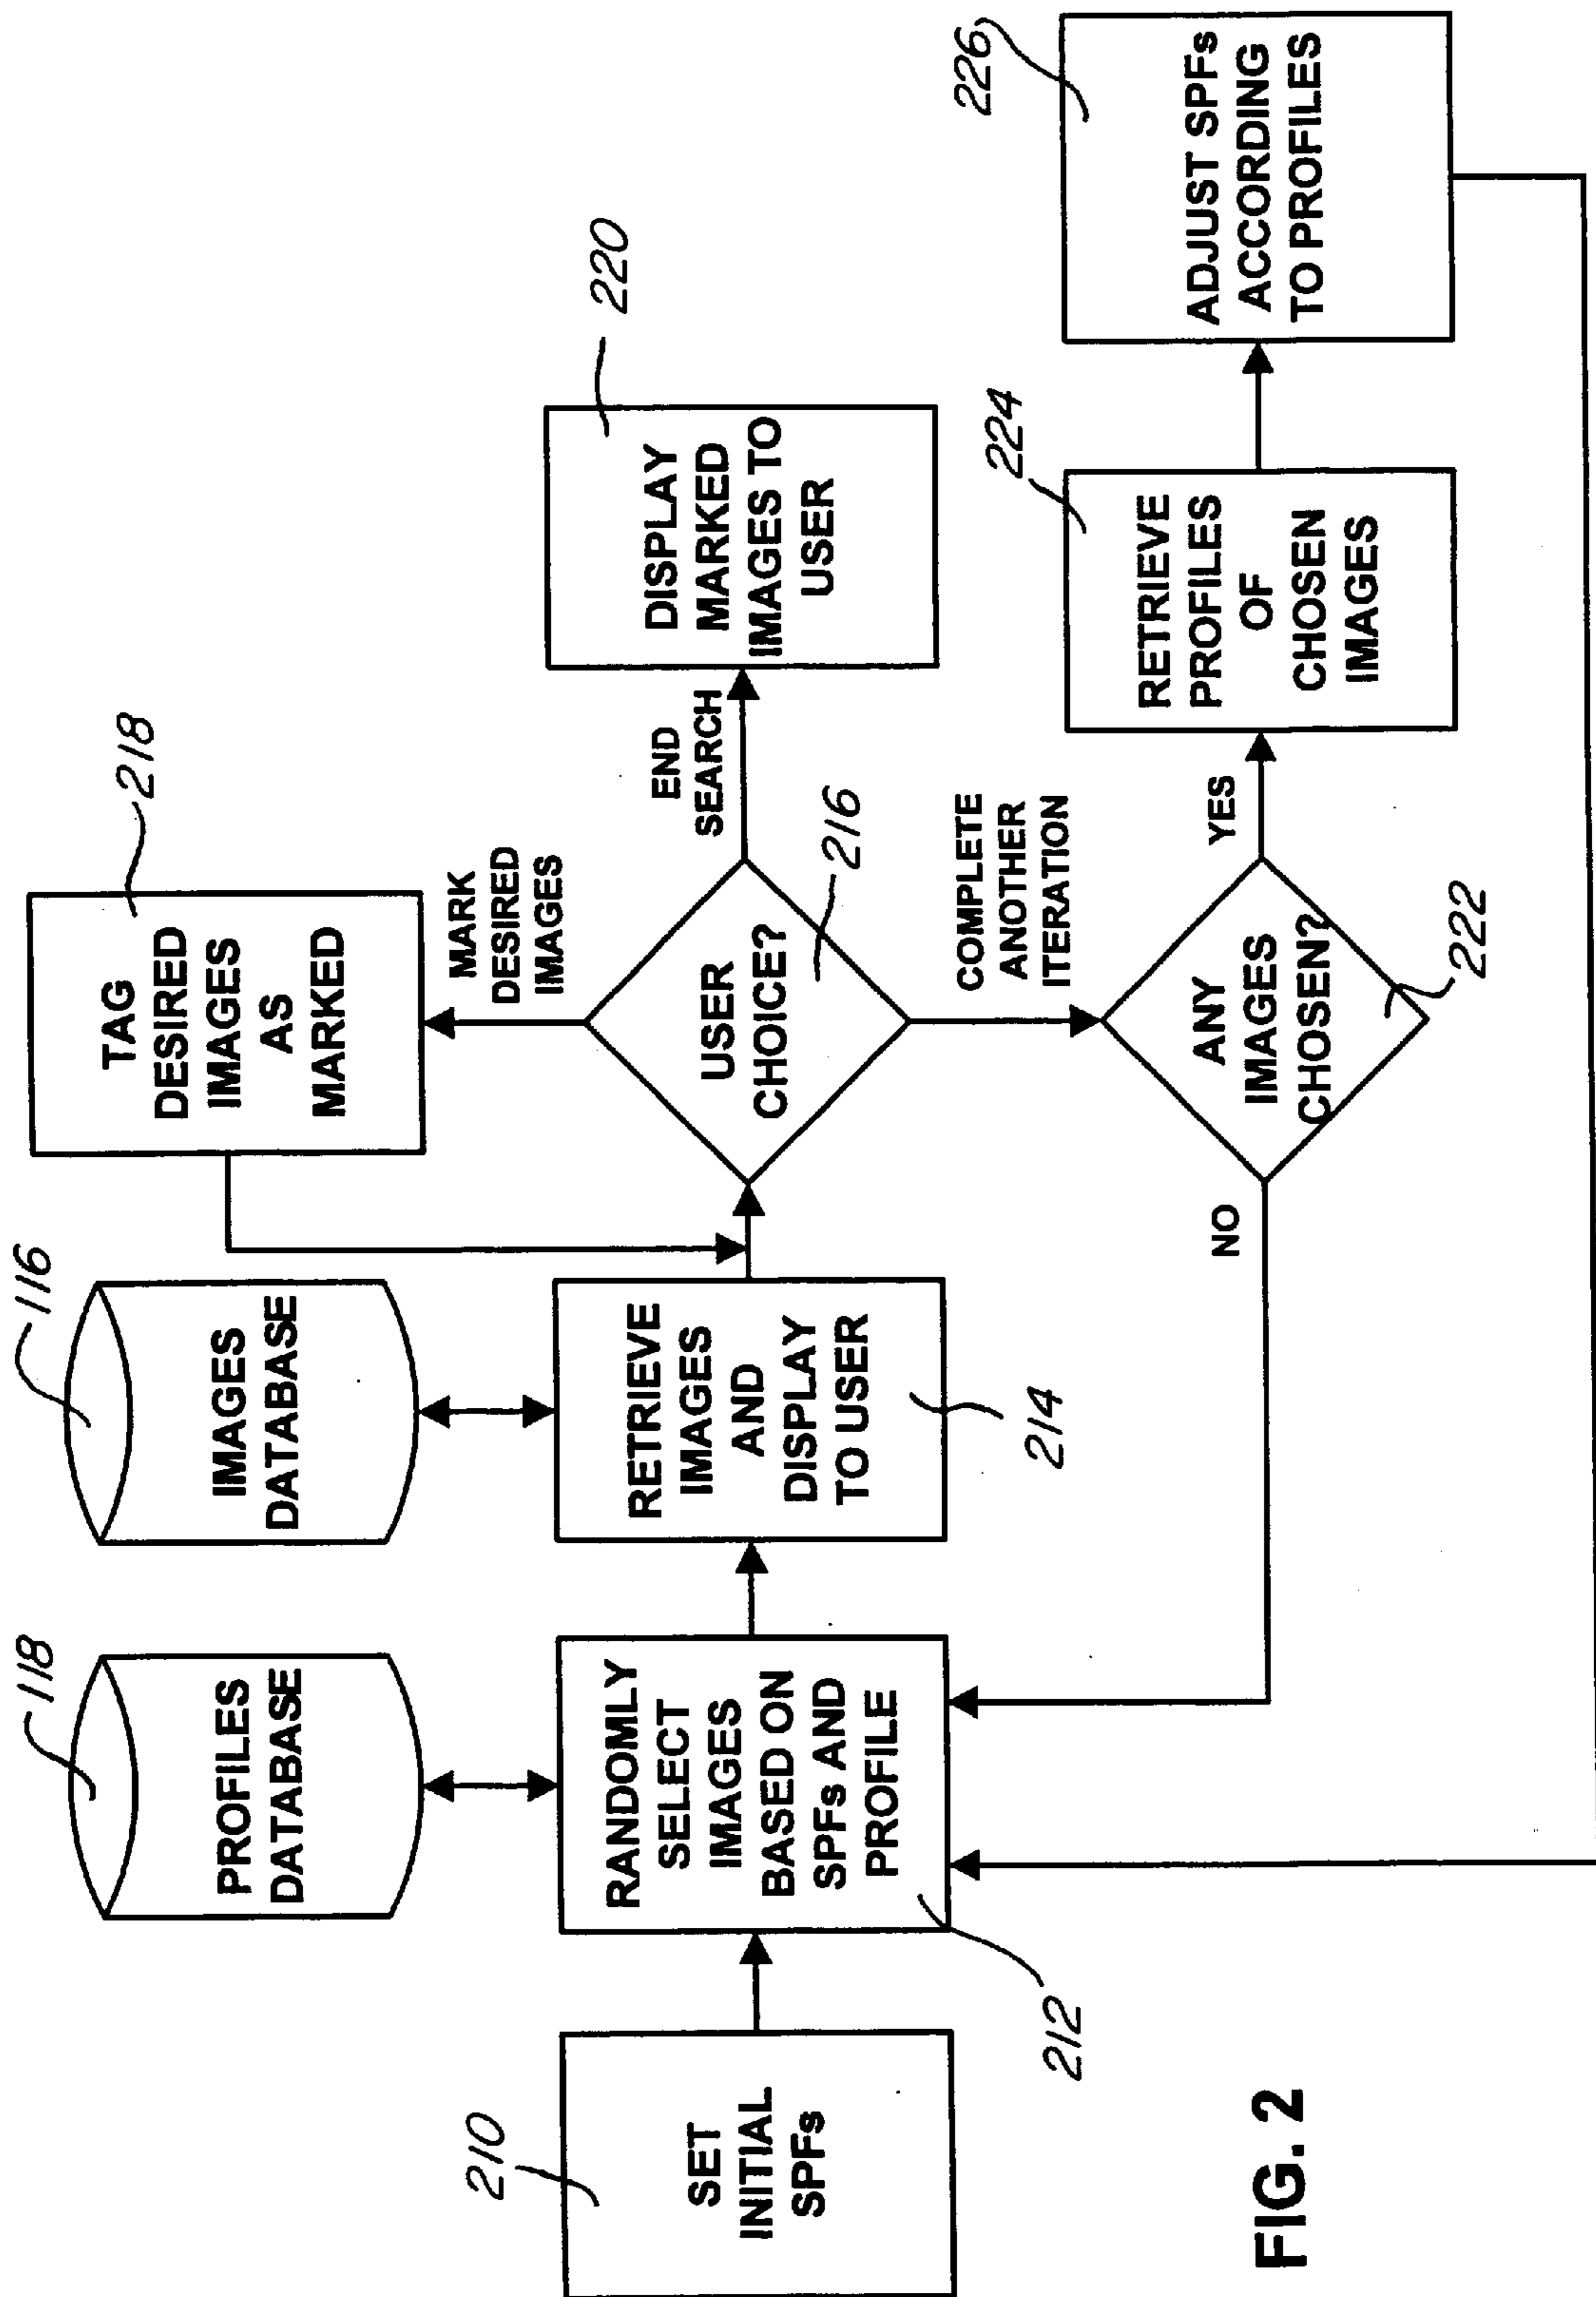 118
PROFILES
DATABASE
116
IMAGES
DATABASE
218
TAG
DESIRED
IMAGES
AS
MARKED
210
SET
INITIAL
SPFs
RANDOMLY
SELECT
IMAGES
BASED ON
SPFs AND
PROFILE
212
RETRIEVE
IMAGES
AND
DISPLAY
TO USER
214
MARK
DESIRED
IMAGES
USER
CHOICE?
216
END
SEARCH
220
DISPLAY
MARKED
IMAGES TO
USER
COMPLETE
ANOTHER
ITERATION
NO
ANY
IMAGES
CHOSEN?
222
YES
224
RETRIEVE
PROFILES
OF
CHOSEN
IMAGES
226
ADJUST SPFs
ACCORDING
TO PROFILES
FIG. 2